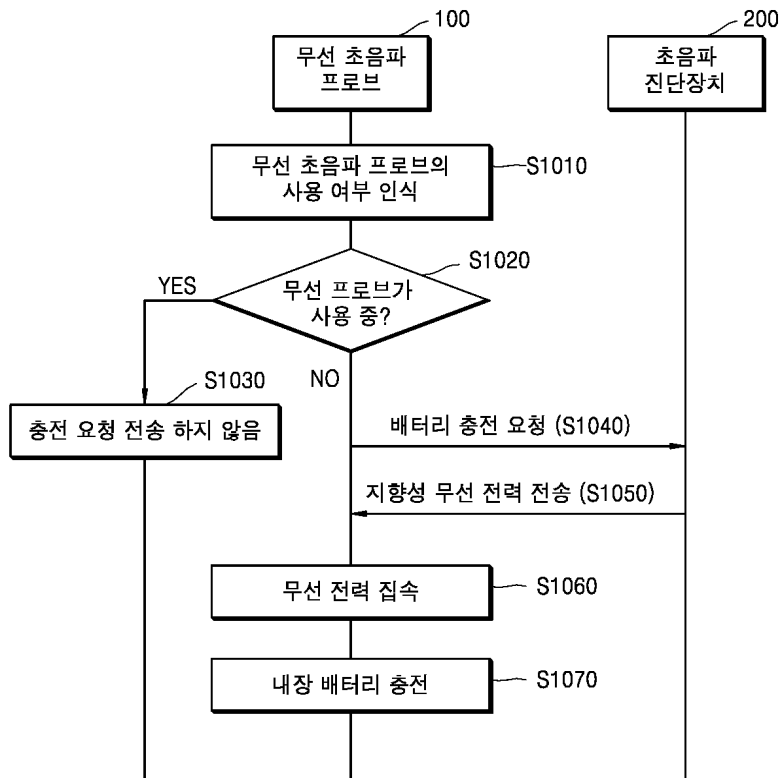 100
200
무선 초음파
프로브
초음파
진단장치
무선 초음파 프로브의
사용 여부 인식
S1010
S1020
YES
무선 프로브가
사용 중?
NO
S1030
충전 요청 전송 하지 않음
배터리 충전 요청 (S1040)
지향성 무선 전력 전송 (S1050)
무선 전력 집속
S1060
내장 배터리 충전
S1070